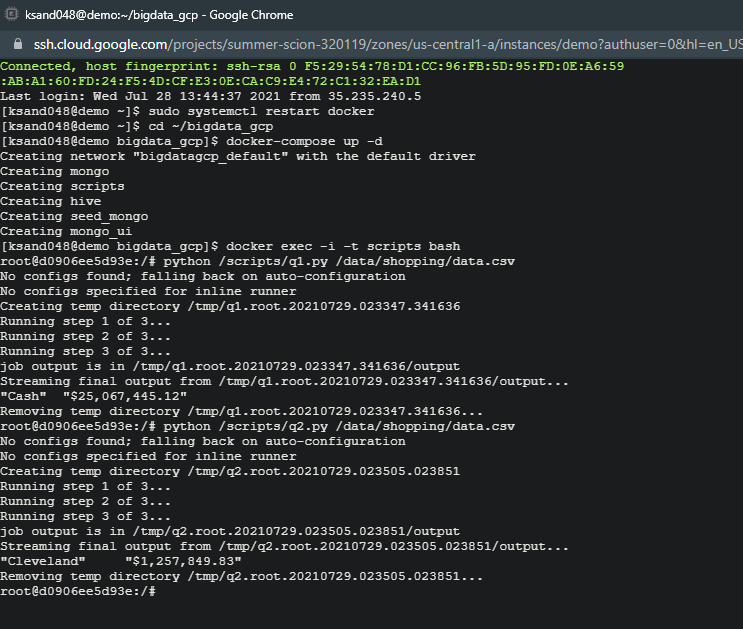 ksand048@demo:~/bigdata_gcp - Google Chrome
ssh.cloud.google.com/projects/summer-scion-320119/zones/us-central1-a/instances/demo?authuser=0&hl=en_US
Connected, host fingerprint: ssh-rsa 0 F5:29:54:78:D1:CC:96:FB:5D:95:FD:0E:A6:59
:AB:A1:60:FD:24:F5:4D:CF:E3:0E:CA:C9:E4:72:C1:32:EA:D1
Last login: Wed Jul 28 13:44:37 2021 from 35.235.240.5
[ksand048@demo ~]$ sudo systemctl restart docker
[ksand048@demo ~]$ cd ~/bigdata_gcp
[ksand048@demo bigdata_gcp]$ docker-compose up -d
Creating network "bigdatagcp_default" with the default driver
Creating mongo
Creating scripts
Creating hive
Creating seed_mongo
Creating mongo_ui
[ksand048@demo bigdata_gcp]$ docker exec -i -t scripts bash
root@d0906ee5d93e:/# python /scripts/q1.py /data/shopping/data.csv
No configs found; falling back on auto-configuration
No configs specified for inline runner
Creating temp directory /tmp/q1.root.20210729.023347.341636
Running step 1 of 3...
Running step 2 of 3...
Running step 3 of 3...
job output is in /tmp/q1.root.20210729.023347.341636/output
Streaming final output from /tmp/q1.root.20210729.023347.341636/output...
"Cash"  "$25,067,445.12"
Removing temp directory /tmp/q1.root.20210729.023347.341636...
root@d0906ee5d93e:/# python /scripts/q2.py /data/shopping/data.csv
No configs found; falling back on auto-configuration
No configs specified for inline runner
Creating temp directory /tmp/q2.root.20210729.023505.023851
Running step 1 of 3...
Running step 2 of 3...
Running step 3 of 3...
job output is in /tmp/q2.root.20210729.023505.023851/output
Streaming final output from /tmp/q2.root.20210729.023505.023851/output...
"Cleveland"     "$1,257,849.83"
Removing temp directory /tmp/q2.root.20210729.023505.023851...
root@d0906ee5d93e:/#